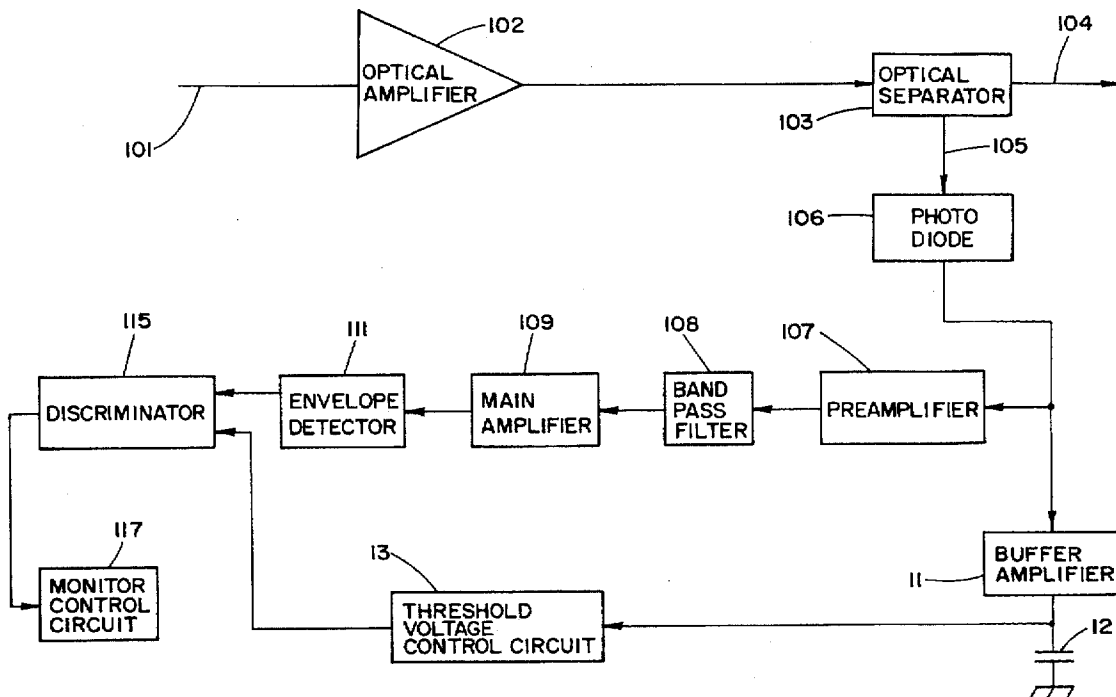 102
104
OPTICAL
AMPLIFIER
OPTICAL
SEPARATOR
103
101
105
106
PHOTO
DIODE
115
111
109
108
107
DISCRIMINATOR
ENVELOPE
DETECTOR
MAIN
AMPLIFIER
BAND
PASS
FILTER
PREAMPLIFIER
117
13
11
BUFFER
AMPLIFIER
MONITOR
CONTROL
CIRCUIT
THRESHOLD
VOLTAGE
CONTROL CIRCUIT
12